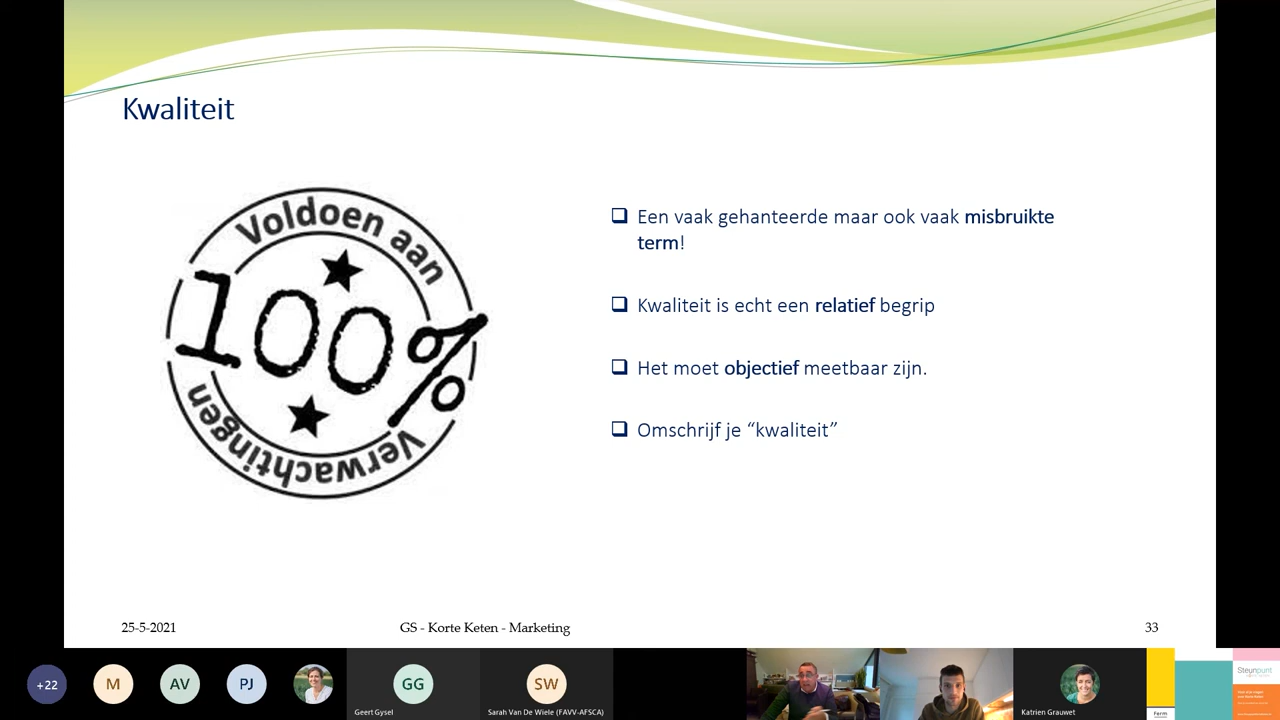 Kwaliteit
Voldoen aan
100%
Verwachtingen
Een vaak gehanteerde maar ook vaak misbruikte
term!
Kwaliteit is echt een relatief begrip
Het moet objectief meetbaar zijn.
Omschrijf je “kwaliteit”
25-5-2021
GS - Korte Keten - Marketing
33
+22
M
AV
PJ
GG
Geert Gysel
SW
Sarah Van De Wiele (FAVV-AFSCA)
Katrien Grauwet
Ferm
Steunpunt